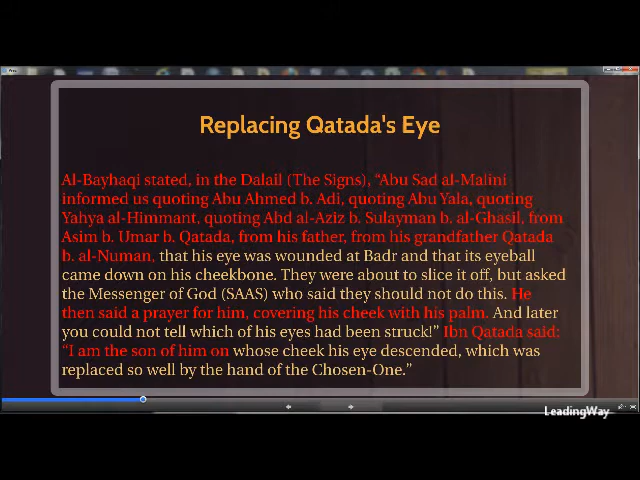 Replacing Qatada's Eye
Al-Bayhaqi stated, in the Dalail (The Signs), “Abu Sad al-Malini
informed us quoting Abu Ahmed b. Adi, quoting Abu Yala, quoting
Yahya al-Himmant, quoting Abd al-Aziz b. Sulayman b. al-Ghasil, from
Asim b. Umar b. Qatada, from his father, from his grandfather Qatada
b. al-Numan, that his eye was wounded at Badr and that its eyeball
came down on his cheekbone. They were about to slice it off, but asked
the Messenger of God (SAAS) who said they should not do this. He
then said a prayer for him, covering his cheek with his palm. And later
you could not tell which of his eyes had been struck!” Ibn Qatada said:
“I am the son of him on whose cheek his eye descended, which was
replaced so well by the hand of the Chosen-One.”
LeadingWay